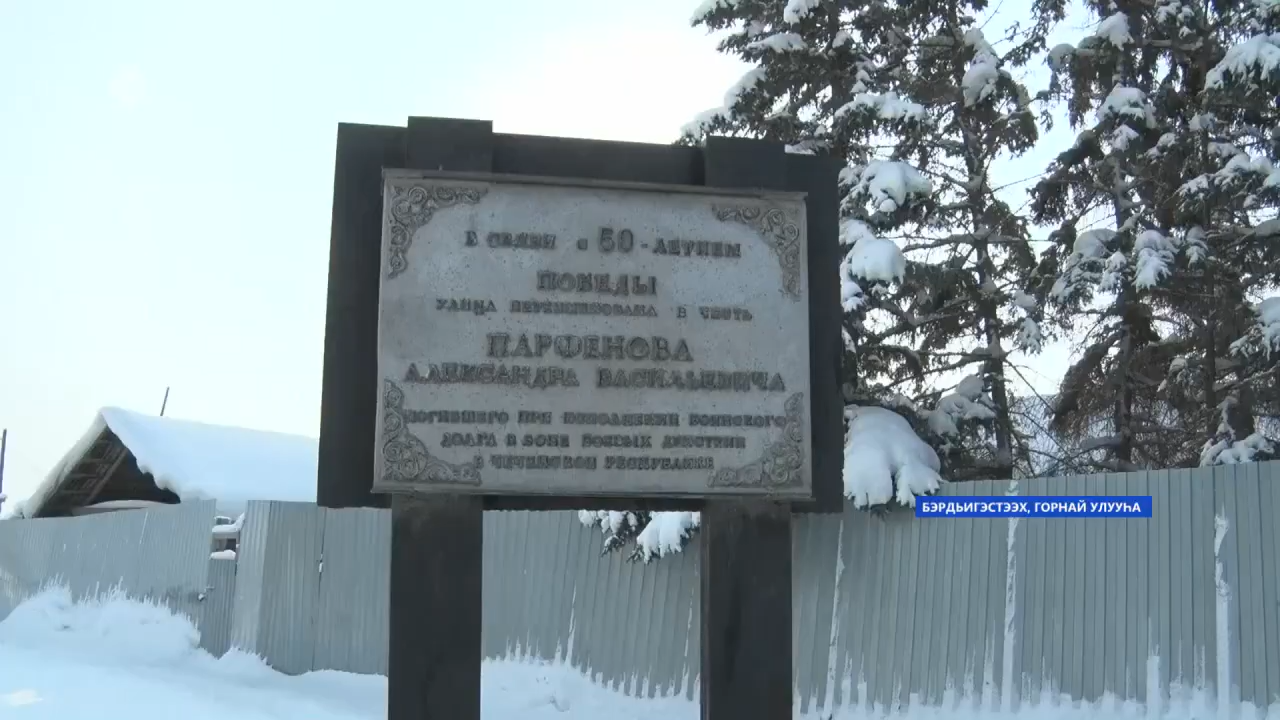 В СВЯЗИ С 50-ЛЕТИЕМ
ПОБЕДЫ
УЛИЦА ПЕРЕИМЕНОВАНА В ЧЕСТЬ
ПАРФЕНОВА
АЛЕКСАНДРА ВАСИЛЬЕВИЧА
ПОГИБШЕГО ПРИ ИСПОЛНЕНИИ ВОИНСКОГО
ДОЛГА В ЗОНЕ БОЕВЫХ ДЕЙСТВИЙ
В ЧЕЧЕНСКОЙ РЕСПУБЛИКЕ
БЭРДЬИГЭСТЭЭХ, ГОРНАЙ УЛУУҺА